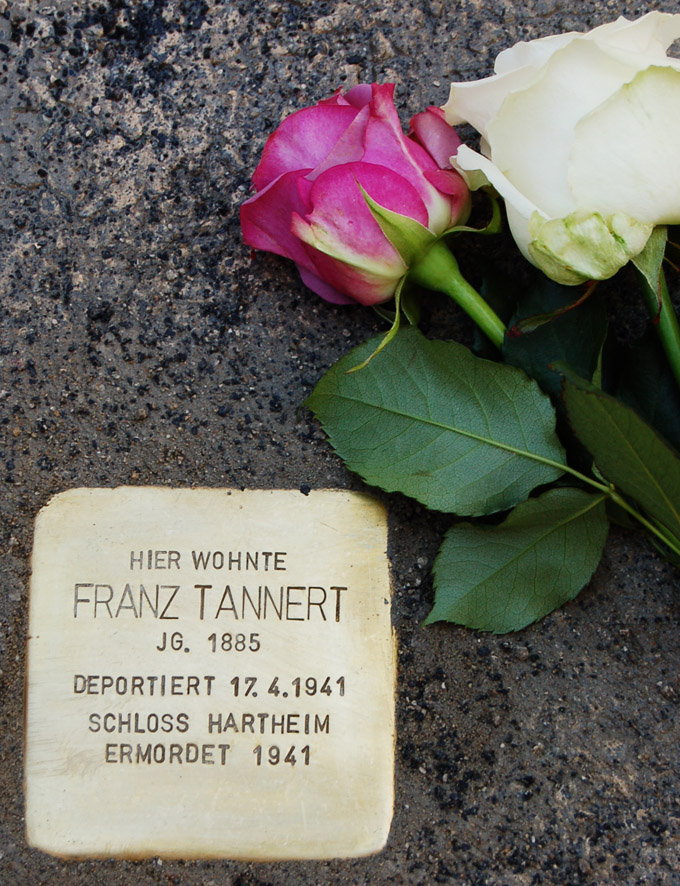 HIER WOHNTE
FRANZ TANNERT
JG. 1885
DEPORTIERT 17.4.1941
SCHLOSS HARTHEIM
ERMORDET 1941